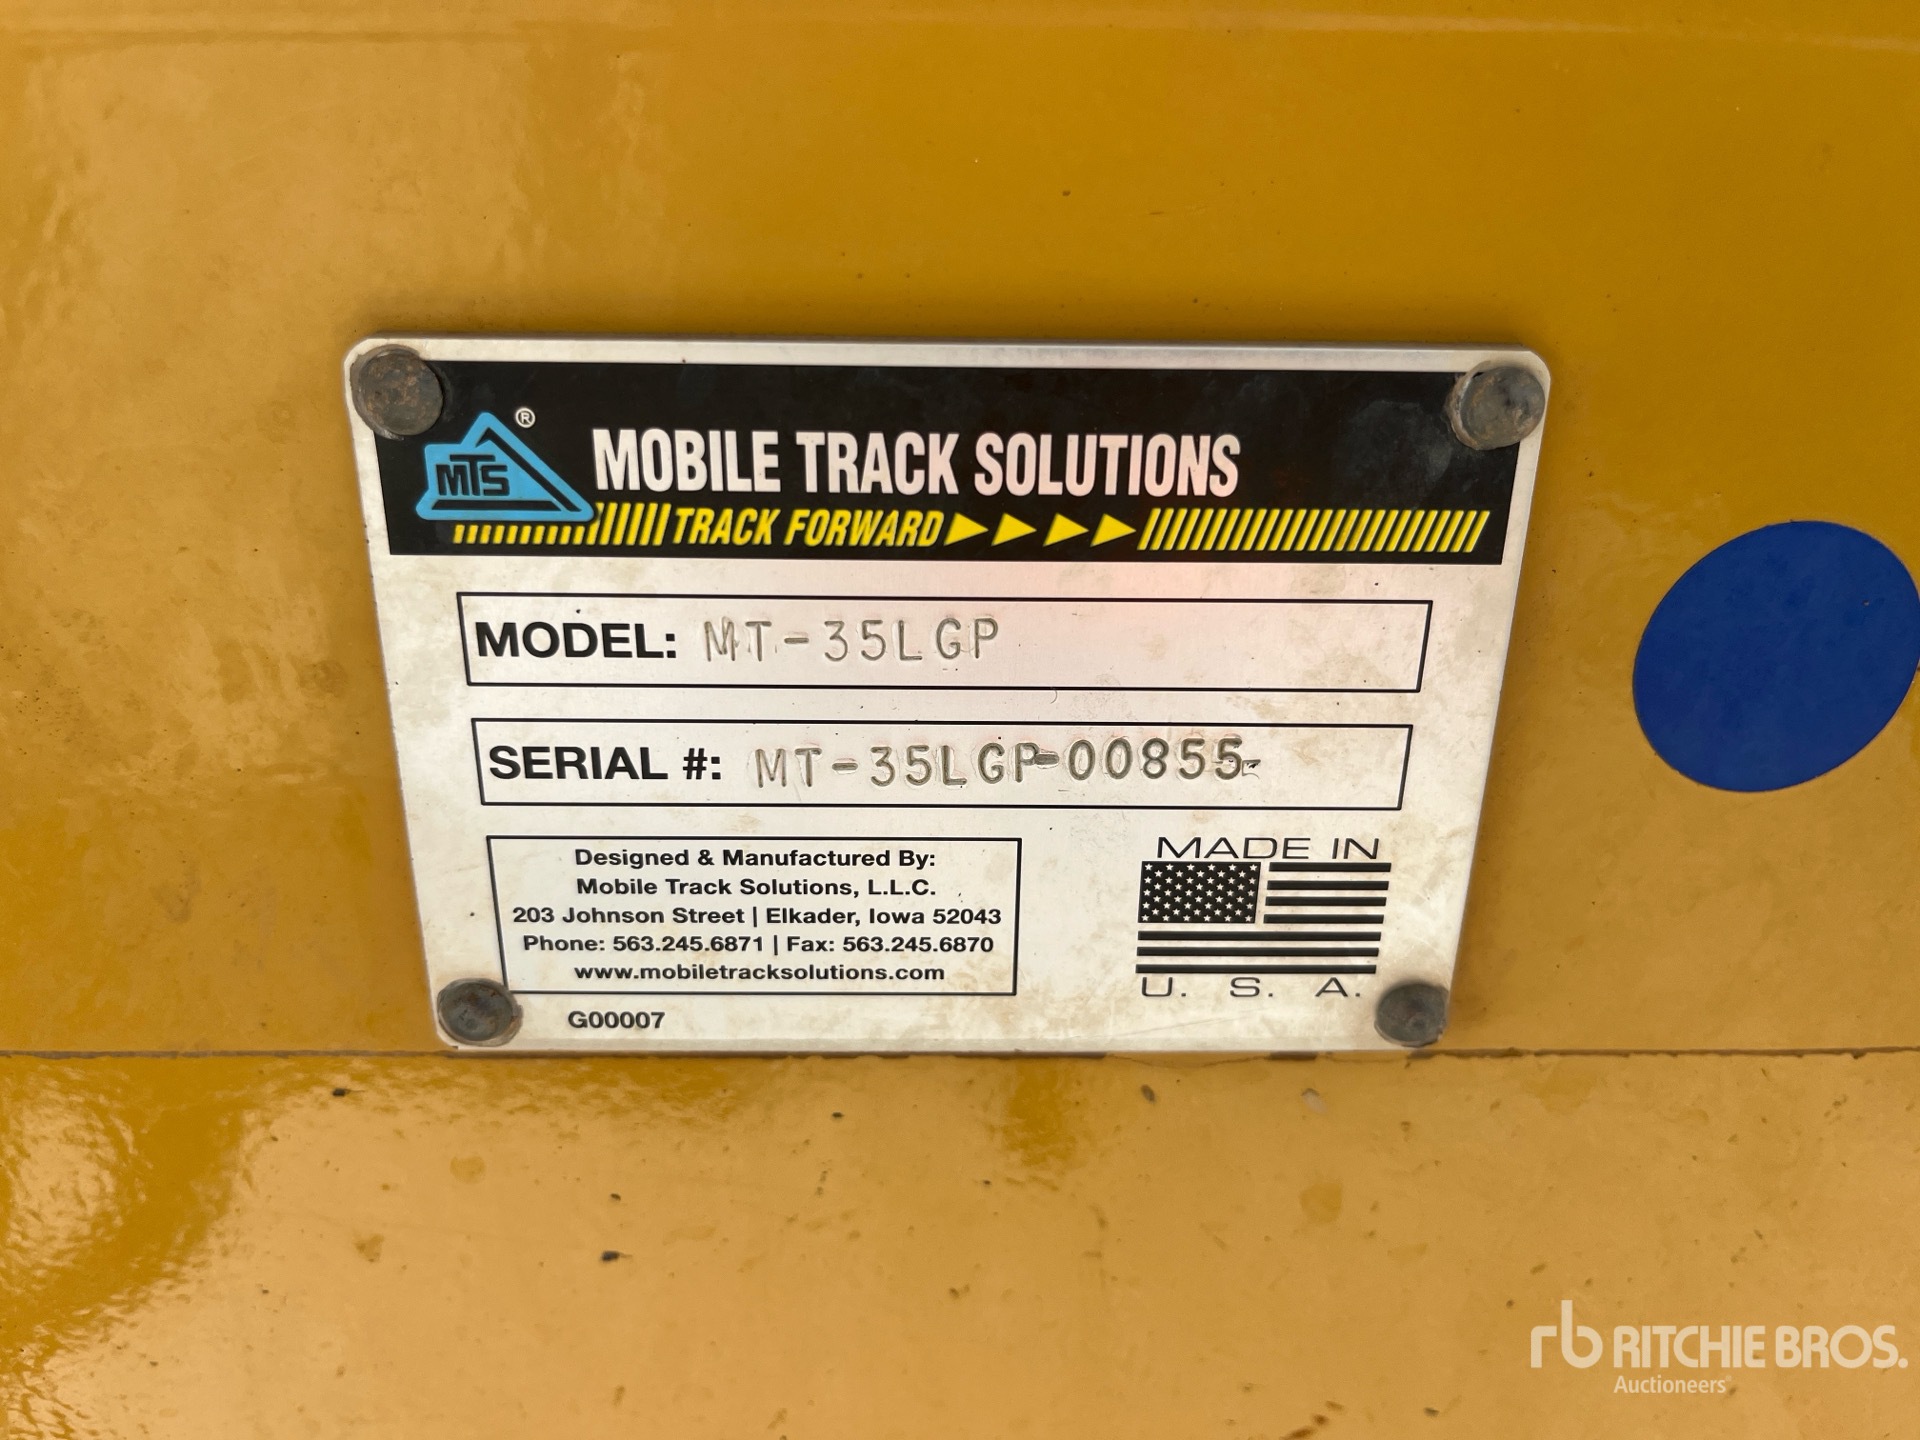 MTS ®
MOBILE TRACK SOLUTIONS
TRACK FORWARD
MODEL: MT-35LGP
SERIAL #: MT-35LGP-00855
Designed & Manufactured By:
Mobile Track Solutions, L.L.C.
203 Johnson Street | Elkader, Iowa 52043
Phone: 563.245.6871 | Fax: 563.245.6870
www.mobiletracksolutions.com
G00007
MADE IN
U. S. A.
rb RITCHIE BROS.
Auctioneers